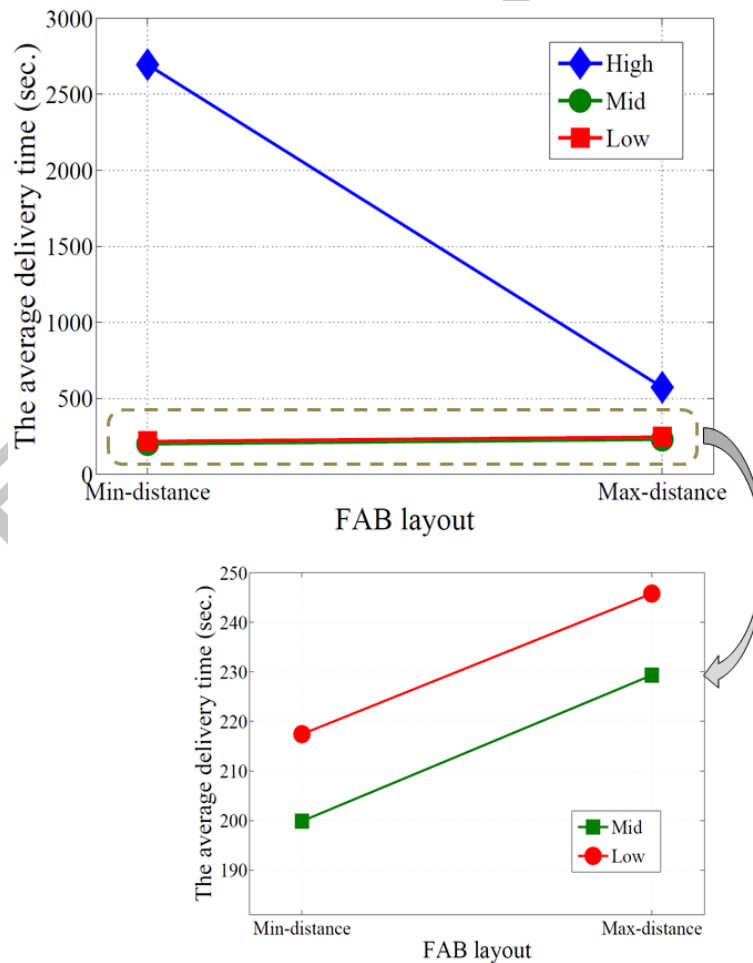 3000
2500
2000
1500
1000
500
0
The average delivery time (sec.)
High
Mid
Low
Min-distance
Max-distance
FAB layout
250
240
230
220
210
200
190
The average delivery time (sec.)
Mid
Low
Min-distance
Max-distance
FAB layout